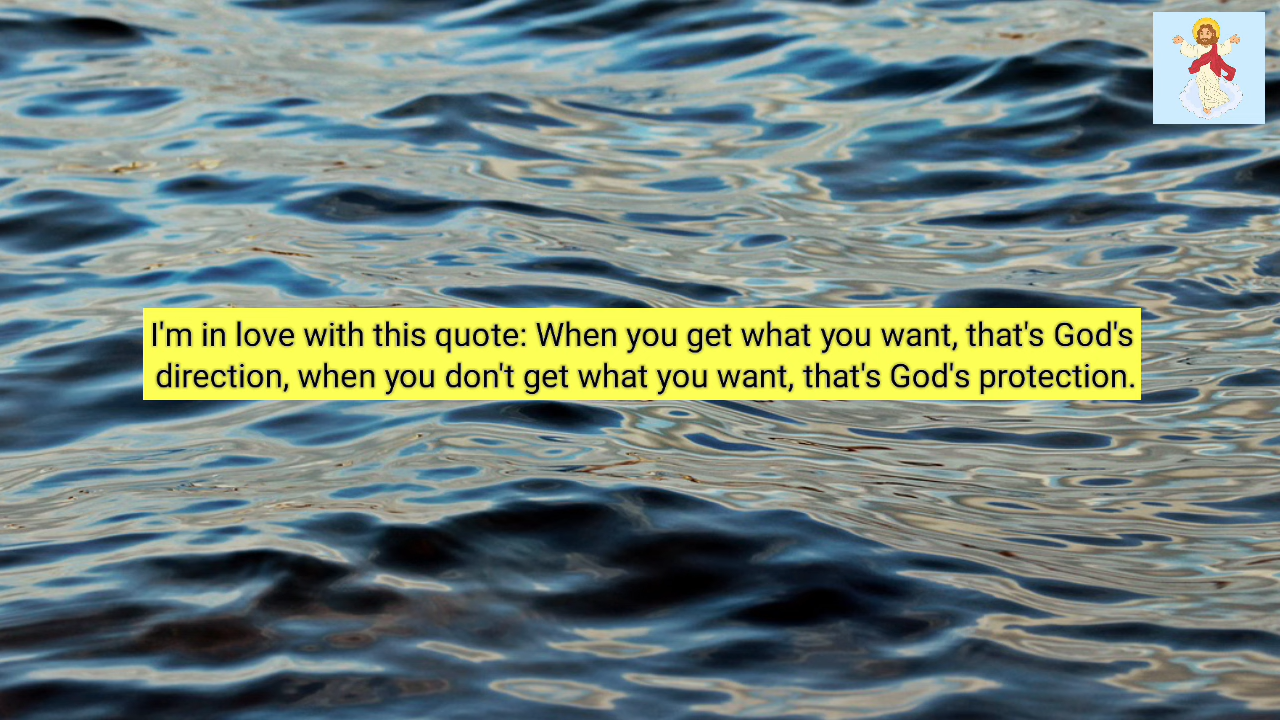 I'm in love with this quote: When you get what you want, that's God's
direction, when you don't get what you want, that's God's protection.